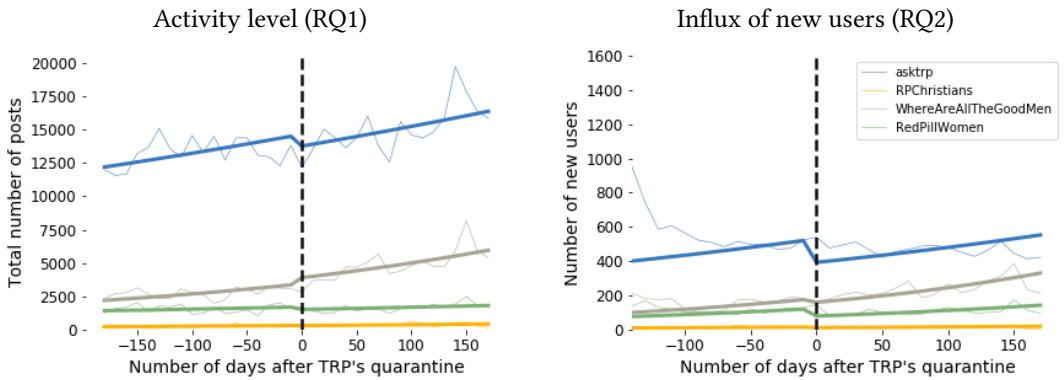 Activity level (RQ1)
Influx of new users (RQ2)
Total number of posts
20000
17500
15000
12500
10000
7500
5000
2500
0
−150 −100 −50 0 50 100 150
Number of days after TRP's quarantine
Number of new users
1600
1400
1200
1000
800
600
400
200
0
−100 −50 0 50 100 150
Number of days after TRP's quarantine
asktrp
RPChristians
WhereAreAllTheGoodMen
RedPillWomen